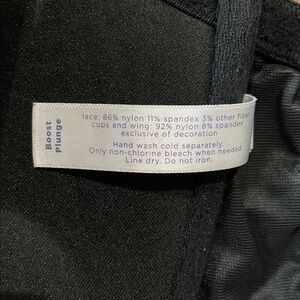 Boost
Plunge
lace: 86% nylon 11% spandex 3% other fiber
cups and wing: 92% nylon 8% spandex
exclusive of decoration
Hand wash cold separately.
Only non-chlorine bleach when needed.
Line dry. Do not iron.